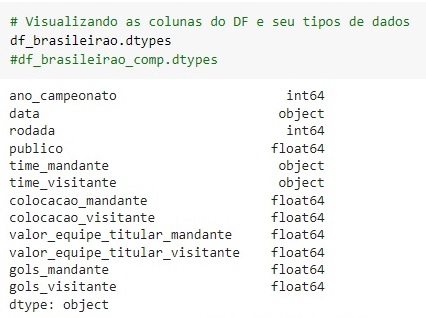 # Visualizando as colunas do DF e seu tipos de dados
df_brasileirao.dtypes
#df_brasileirao_comp.dtypes
ano_campeonato int64
data object
rodada int64
publico float64
time_mandante object
time_visitante object
colocacao_mandante float64
colocacao_visitante float64
valor_equipe_titular_mandante float64
valor_equipe_titular_visitante float64
gols_mandante float64
gols_visitante float64
dtype: object